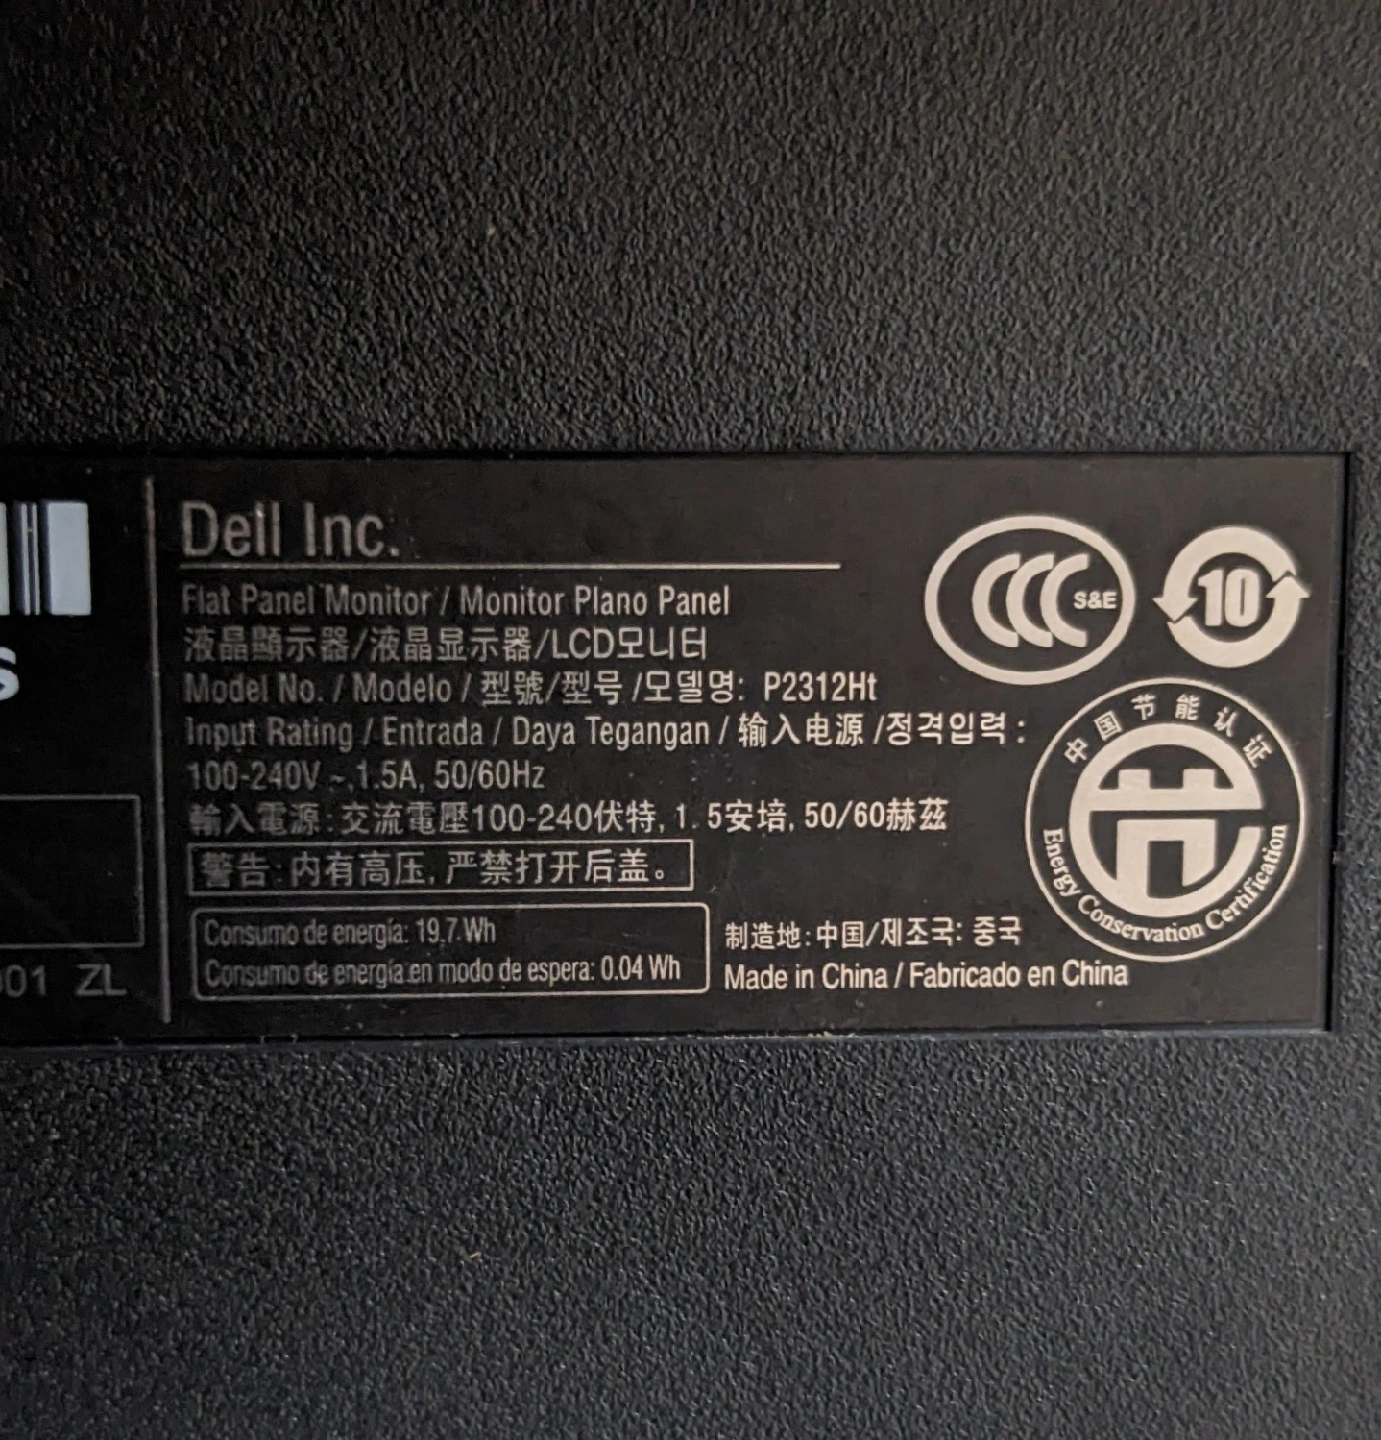 S
001 ZL
Dell Inc.
Flat Panel Monitor / Monitor Plano Panel
液晶顯示器/液晶显示器/LCD모니터
Model No. / Modelo / 型號/型号 /모델명: P2312Ht
Input Rating / Entrada / Daya Tegangan / 输入电源 /정격입력 :
100-240V ~ 1.5A, 50/60Hz
輸入電源: 交流電壓100-240伏特, 1. 5安培, 50/60赫茲
警告: 内有高压, 严禁打开后盖。
Consumo de energía: 19.7 Wh
Consumo de energía en modo de espera: 0.04 Wh
制造地: 中国/제조국: 중국
Made in China / Fabricado en China
CCC S&E
10
中国节能认证
Energy Conservation Certification